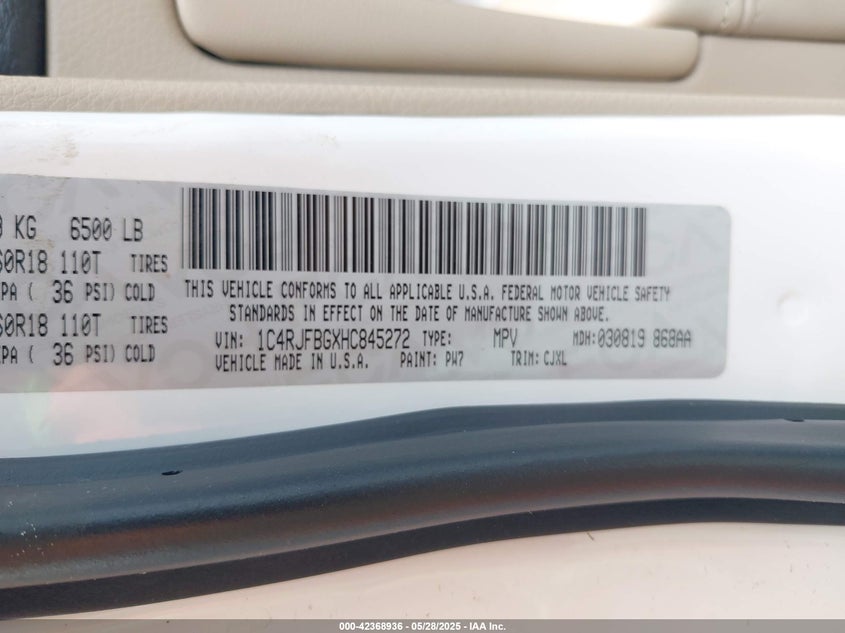 KG 6500 LB
60R18 110T TIRES
PA ( 36 PSI) COLD
60R18 110T TIRES
PA ( 36 PSI) COLD
THIS VEHICLE CONFORMS TO ALL APPLICABLE U.S.A. FEDERAL MOTOR VEHICLE SAFETY
STANDARDS IN EFFECT ON THE DATE OF MANUFACTURE SHOWN ABOVE.
VIN: 1C4RJFBGXHC845272 TYPE: MPV MDH:030819 868AA
VEHICLE MADE IN U.S.A. PAINT: PW7 TRIM: CJXL
000-42368936 - 05/28/2025 - IAA Inc.